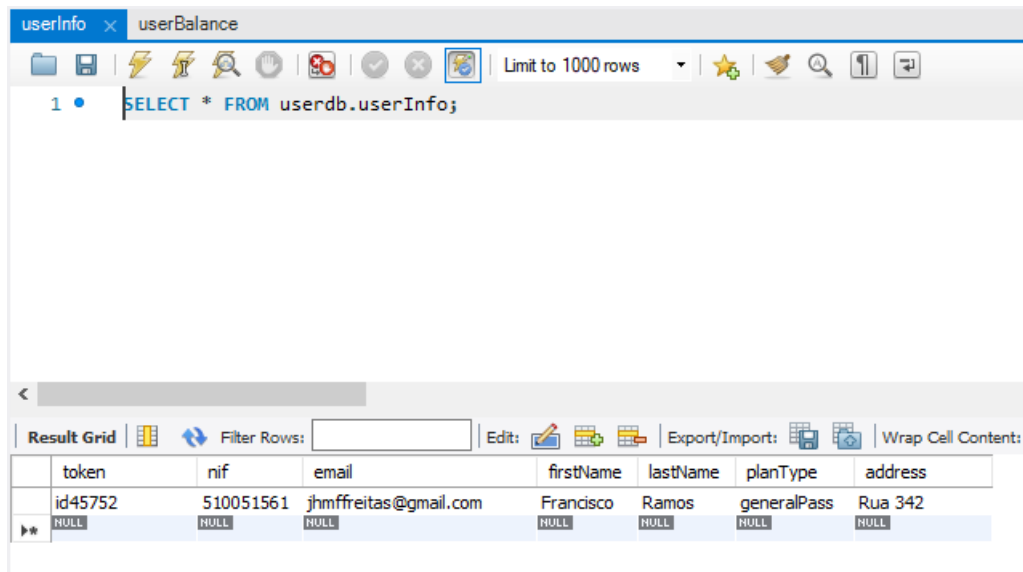 userInfo × userBalance
Limit to 1000 rows
1 SELECT * FROM userdb.userInfo;
Result Grid Filter Rows: Edit: Export/Import: Wrap Cell Content:
token nif email firstName lastName planType address
id45752 510051561 jhmffreitas@gmail.com Francisco Ramos generalPass Rua 342
NULL NULL NULL NULL NULL NULL NULL